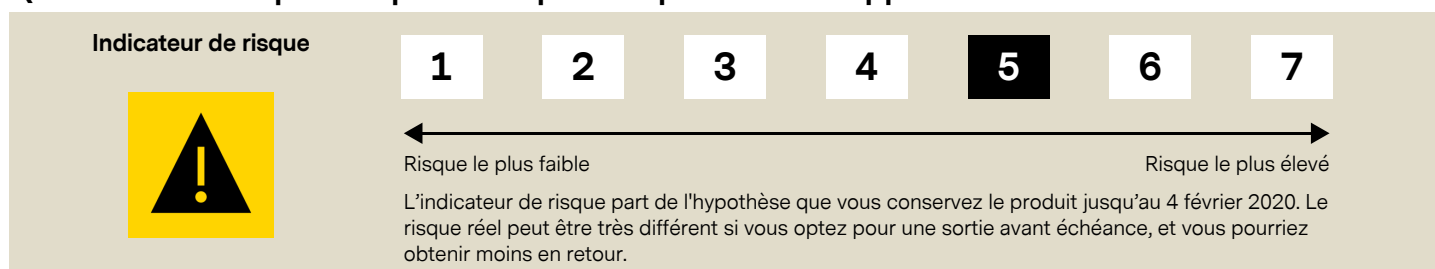 Indicateur de risque
1 2 3 4 5 6 7
Risque le plus faible Risque le plus élevé
L'indicateur de risque part de l'hypothèse que vous conservez le produit jusqu'au 4 février 2020. Le
risque réel peut être très différent si vous optez pour une sortie avant échéance, et vous pourriez
obtenir moins en retour.